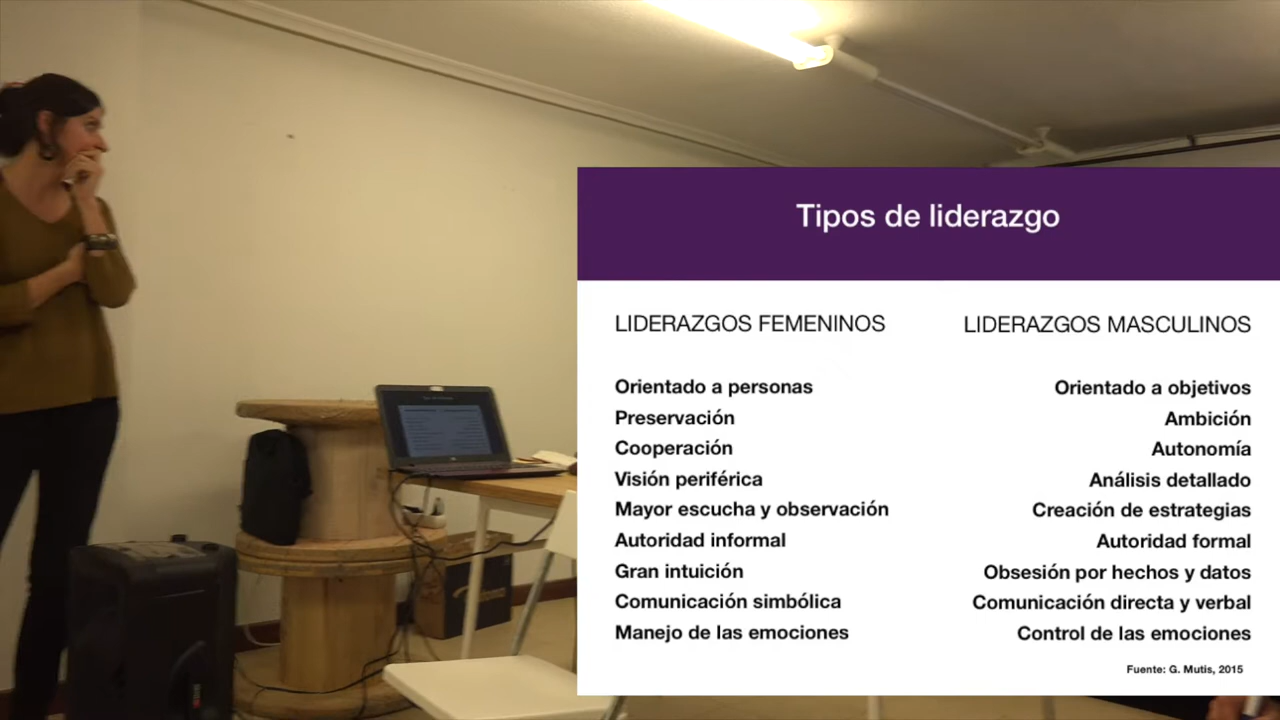 Tipos de liderazgo
LIDERAZGOS FEMENINOS
Orientado a personas
Preservación
Cooperación
Visión periférica
Mayor escucha y observación
Autoridad informal
Gran intuición
Comunicación simbólica
Manejo de las emociones
LIDERAZGOS MASCULINOS
Orientado a objetivos
Ambición
Autonomía
Análisis detallado
Creación de estrategias
Autoridad formal
Obsesión por hechos y datos
Comunicación directa y verbal
Control de las emociones
Fuente: G. Mutis, 2015